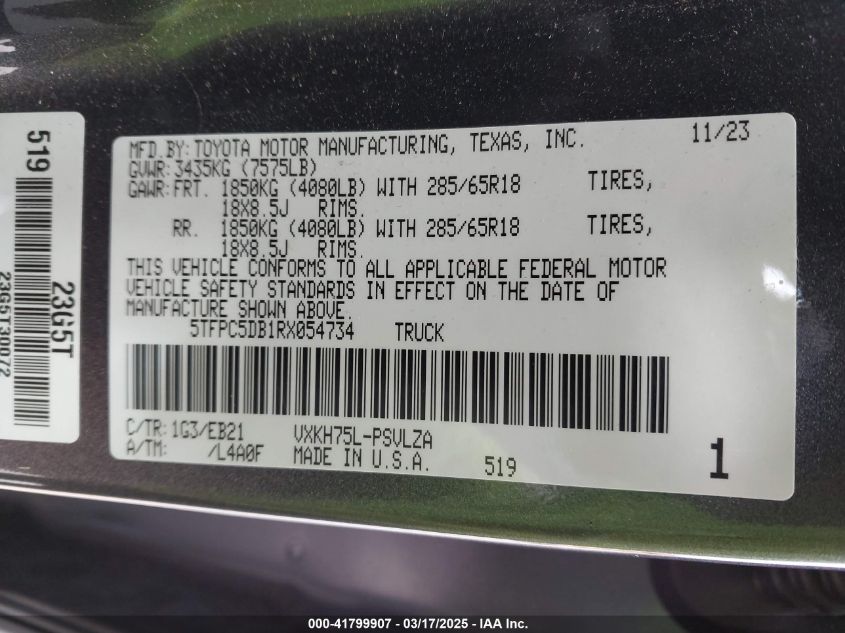 519
23G5T
23G5T30072
MFD.BY: TOYOTA MOTOR MANUFACTURING, TEXAS, INC. 11/23
GVWR: 3435KG (7575LB)
GAWR: FRT. 1850KG (4080LB) WITH 285/65R18 TIRES,
18X8.5J RIMS.
RR. 1850KG (4080LB) WITH 285/65R18 TIRES,
18X8.5J RIMS.
THIS VEHICLE CONFORMS TO ALL APPLICABLE FEDERAL MOTOR
VEHICLE SAFETY STANDARDS IN EFFECT ON THE DATE OF
MANUFACTURE SHOWN ABOVE.
5TFPC5DB1RX054734 TRUCK
C/TR: 1G3/EB21 VXKH75L-PSVLZA
A/TM: /L4A0F MADE IN U.S.A. 519 1
000-41799907 - 03/17/2025 - IAA Inc.